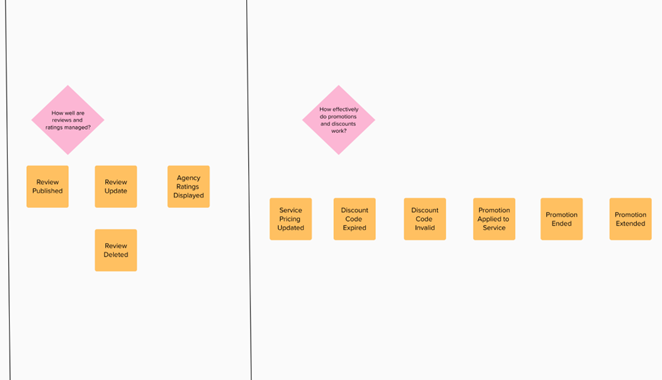 How well are
reviews and
ratings managed?
Review
Published
Review
Update
Agency
Ratings
Displayed
Review
Deleted
How effectively
do promotions
and discounts
work?
Service
Pricing
Updated
Discount
Code
Expired
Discount
Code
Invalid
Promotion
Applied to
Service
Promotion
Ended
Promotion
Extended